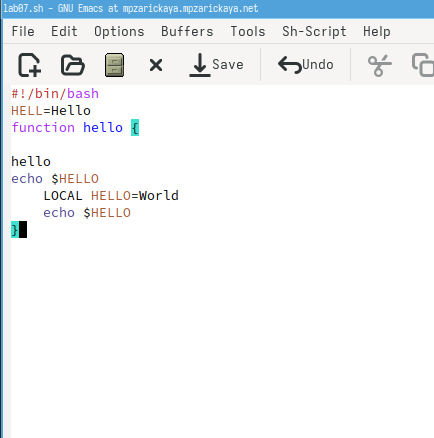 lab07.sh - GNU Emacs at mpzarickaya.mpzarickaya.net
File Edit Options Buffers Tools Sh-Script Help
Save Undo
#!/bin/bash
HELL=Hello
function hello {
hello
echo $HELLO
    LOCAL HELLO=World
    echo $HELLO
}